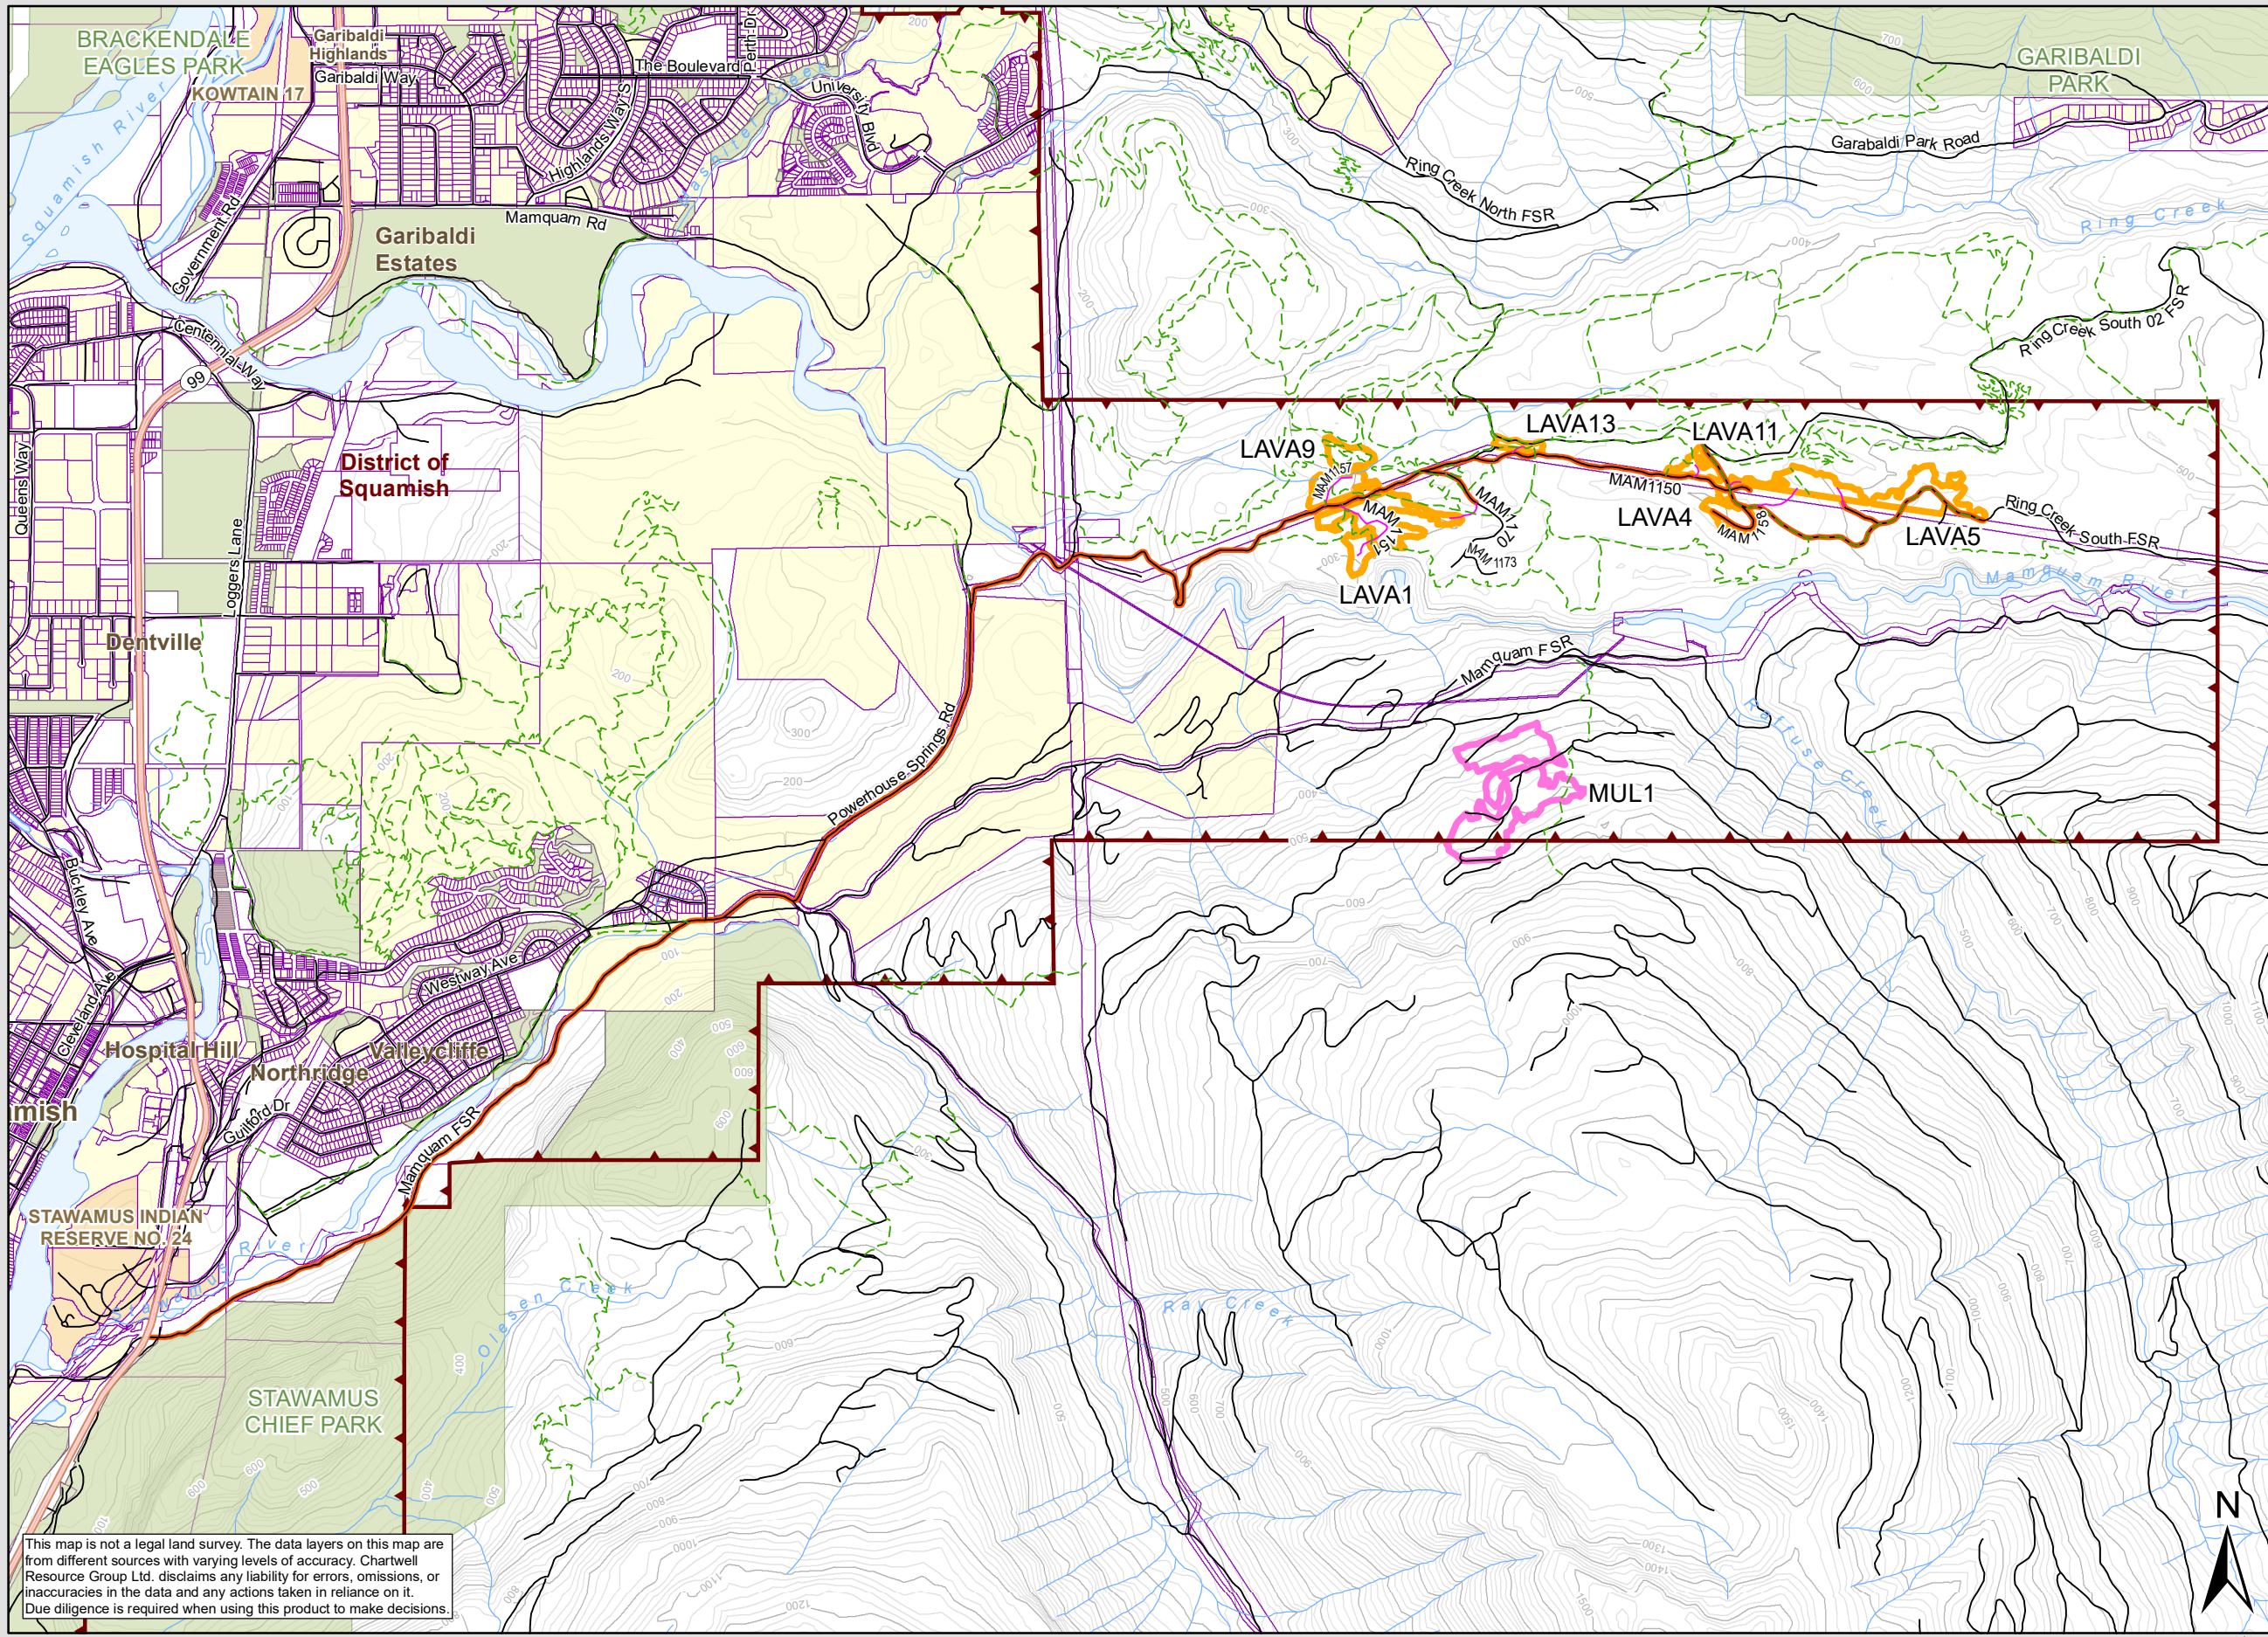 BRACKENDALE
EAGLES PARK
KOWTAIN 17
Garibaldi
Highlands
Garibaldi Way
The Boulevard
Perth Dr
University Blvd
Highlands Way S
Mashiter Creek
Squamish River
Government Rd
Mamquam Rd
Garibaldi
Estates
Centennial Way
99
GARIBALDI
PARK
Garabaldi Park Road
Ring Creek North FSR
Ring Creek
Ring Creek South 02 FSR
District of
Squamish
Queens Way
Loggers Lane
Dentville
LAVA9
LAVA13
LAVA11
MAM1157
MAM1150
MAM1151
MAM1170
MAM1173
LAVA4
MAM1158
LAVA5
Ring Creek South FSR
LAVA1
Mamquam River
Mamquam FSR
Raffuse Creek
MUL1
Powerhouse Springs Rd
Buckley Ave
Cleveland Ave
Westway Ave
Hospital Hill
Valleycliffe
Northridge
amish
Guilford Dr
Mamquam FSR
STAWAMUS INDIAN
RESERVE NO. 24
Stawamus River
Olesen Creek
Ray Creek
STAWAMUS
CHIEF PARK
N
This map is not a legal land survey. The data layers on this map are
from different sources with varying levels of accuracy. Chartwell
Resource Group Ltd. disclaims any liability for errors, omissions, or
inaccuracies in the data and any actions taken in reliance on it.
Due diligence is required when using this product to make decisions.